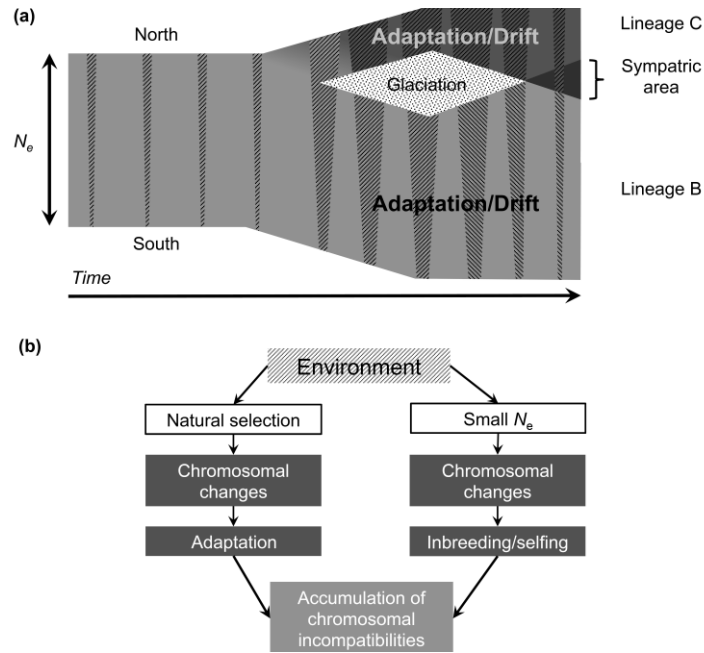 (a)
North
Adaptation/Drift
Lineage C
Glaciation
Sympatric
area
Ne
Adaptation/Drift
Lineage B
South
Time
(b)
Environment
Natural selection
Small Ne
Chromosomal
changes
Chromosomal
changes
Adaptation
Inbreeding/selfing
Accumulation of
chromosomal
incompatibilities